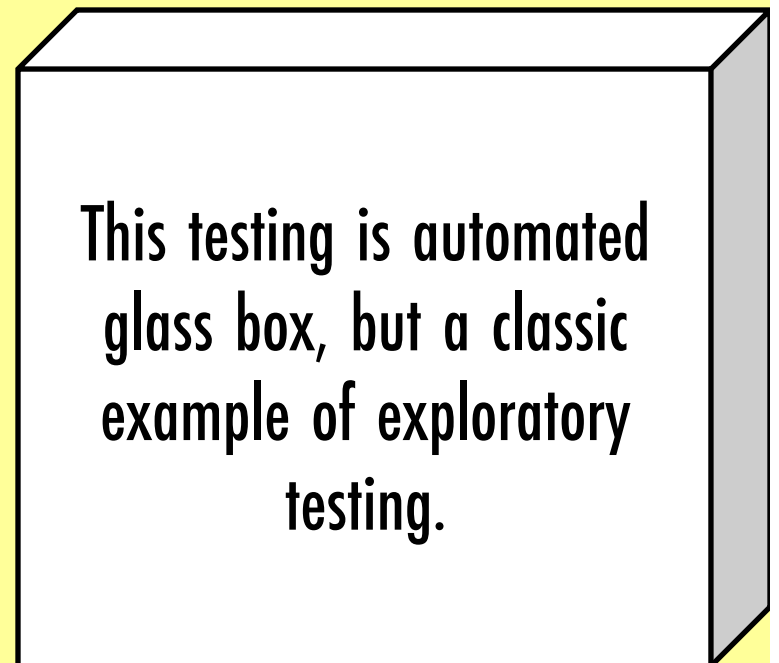 This testing is automated
glass box, but a classic
example of exploratory
testing.